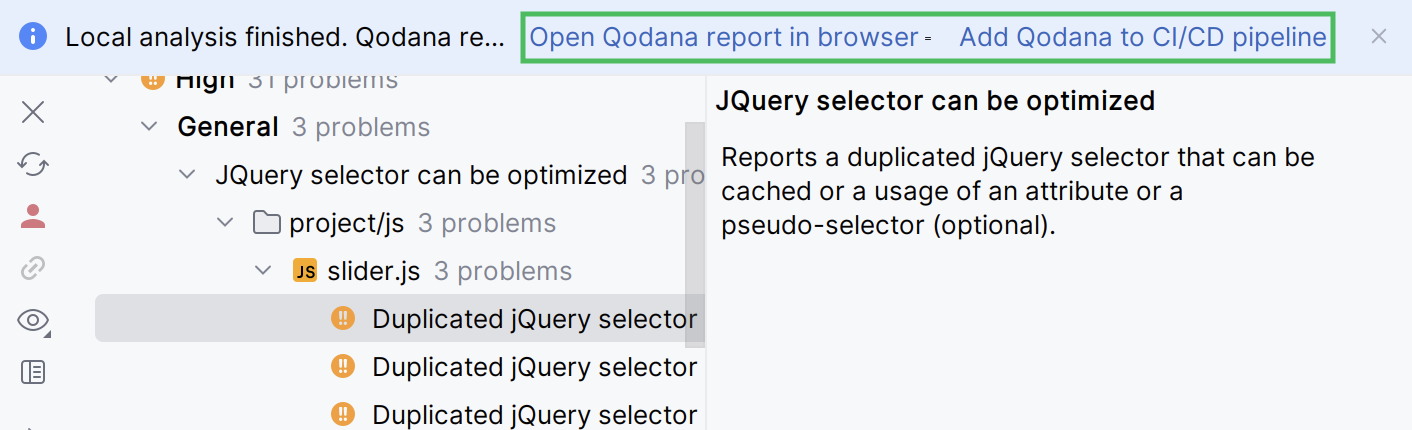 Local analysis finished. Qodana re... Open Qodana report in browser - Add Qodana to CI/CD pipeline
High 31 problems
General 3 problems
JQuery selector can be optimized 3 pro
project/js 3 problems
JS slider.js 3 problems
Duplicated jQuery selector
Duplicated jQuery selector
Duplicated jQuery selector
JQuery selector can be optimized
Reports a duplicated jQuery selector that can be
cached or a usage of an attribute or a
pseudo-selector (optional).